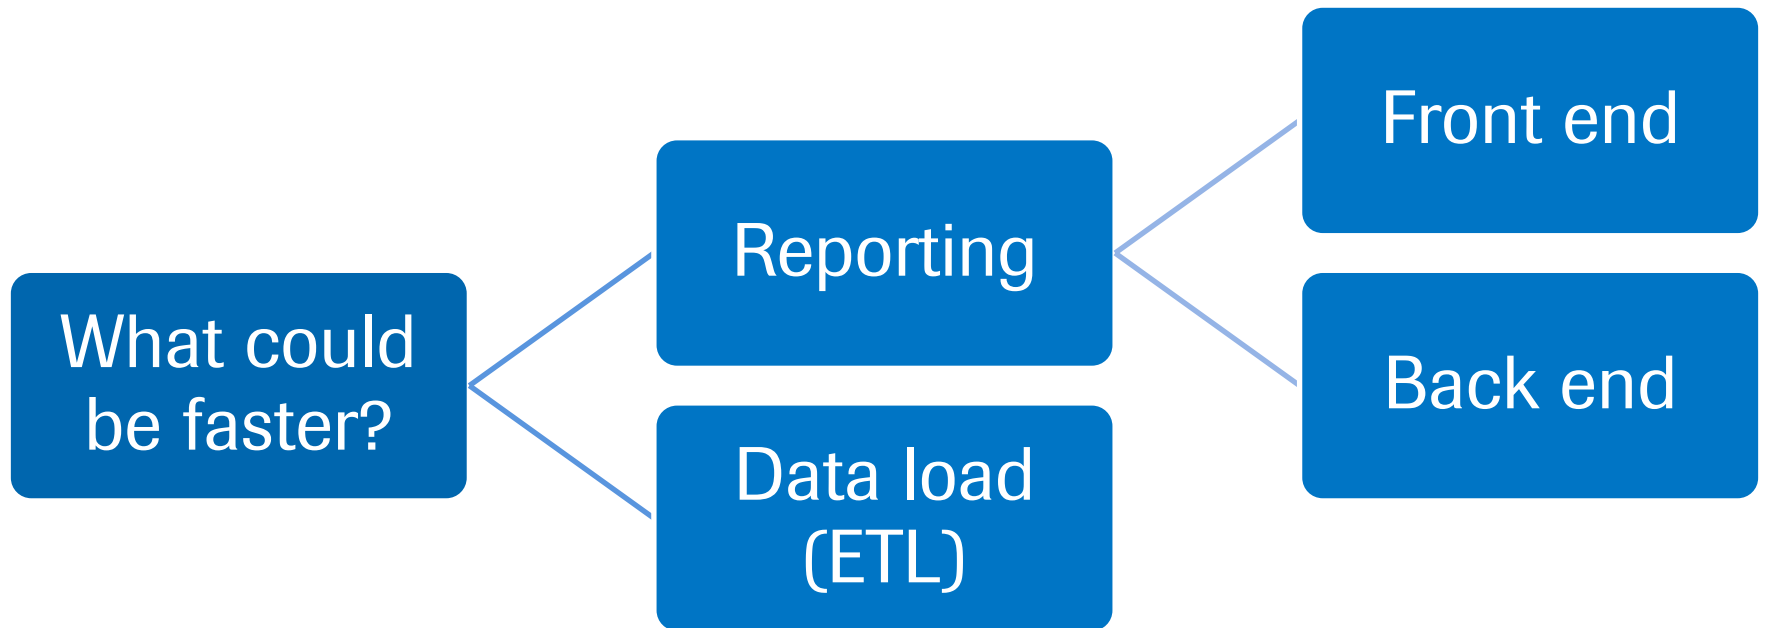 What could
be faster?
Reporting
Data load
(ETL)
Front end
Back end